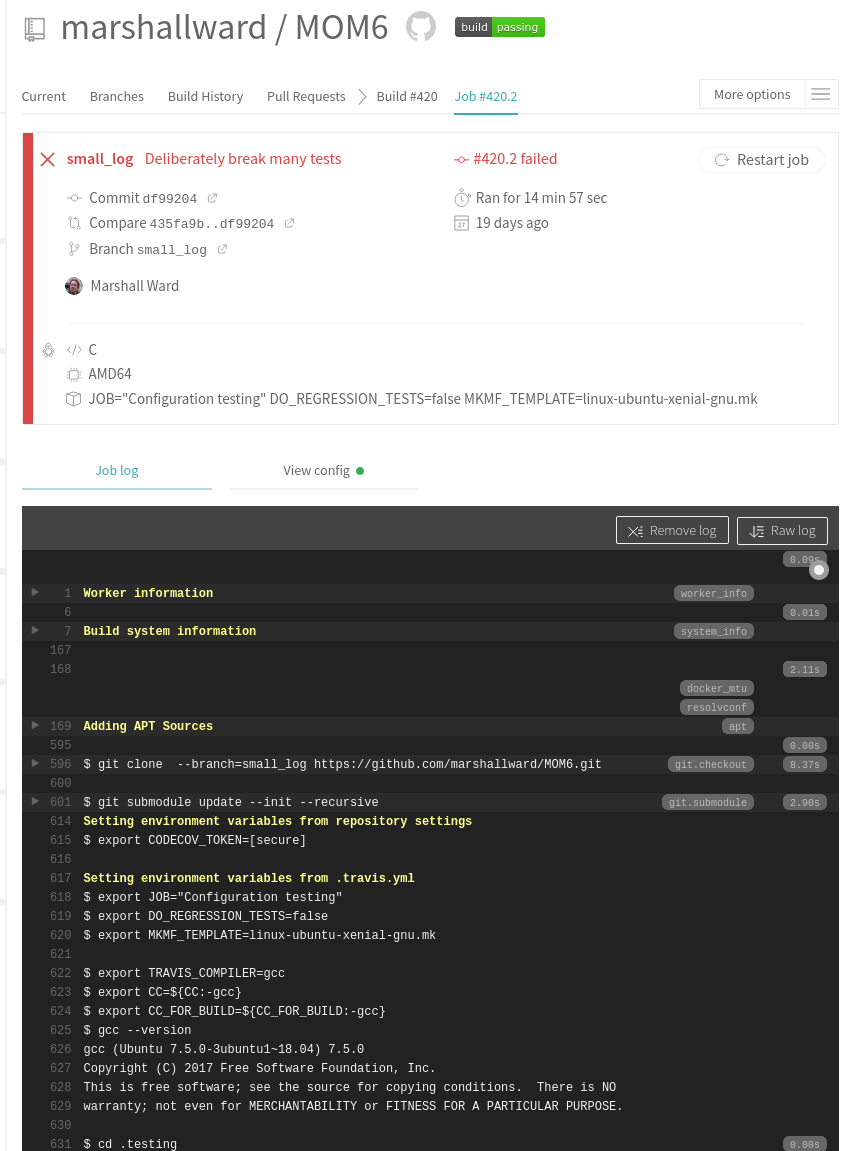 marshallward / MOM6 build passing
Current Branches Build History Pull Requests Build #420 Job #420.2 More options
small_log Deliberately break many tests #420.2 failed Restart job
Commit df99204 Ran for 14 min 57 sec
Compare 435fa9b..df99204 19 days ago
Branch small_log
Marshall Ward
</> C
AMD64
JOB="Configuration testing" DO_REGRESSION_TESTS=false MKMF_TEMPLATE=linux-ubuntu-xenial-gnu.mk
Job log View config
Remove log Raw log
0.09s
1 Worker information worker_info
6 0.01s
7 Build system information system_info
167
168 2.11s
docker_mtu
resolvconf
169 Adding APT Sources apt
595 0.00s
596 $ git clone  --branch=small_log https://github.com/marshallward/MOM6.git git.checkout 8.37s
600
601 $ git submodule update --init --recursive git.submodule 2.90s
614 Setting environment variables from repository settings
615 $ export CODECOV_TOKEN=[secure]
616
617 Setting environment variables from .travis.yml
618 $ export JOB="Configuration testing"
619 $ export DO_REGRESSION_TESTS=false
620 $ export MKMF_TEMPLATE=linux-ubuntu-xenial-gnu.mk
621
622 $ export TRAVIS_COMPILER=gcc
623 $ export CC=${CC:-gcc}
624 $ export CC_FOR_BUILD=${CC_FOR_BUILD:-gcc}
625 $ gcc --version
626 gcc (Ubuntu 7.5.0-3ubuntu1~18.04) 7.5.0
627 Copyright (C) 2017 Free Software Foundation, Inc.
628 This is free software; see the source for copying conditions.  There is NO
629 warranty; not even for MERCHANTABILITY or FITNESS FOR A PARTICULAR PURPOSE.
630
631 $ cd .testing 0.00s